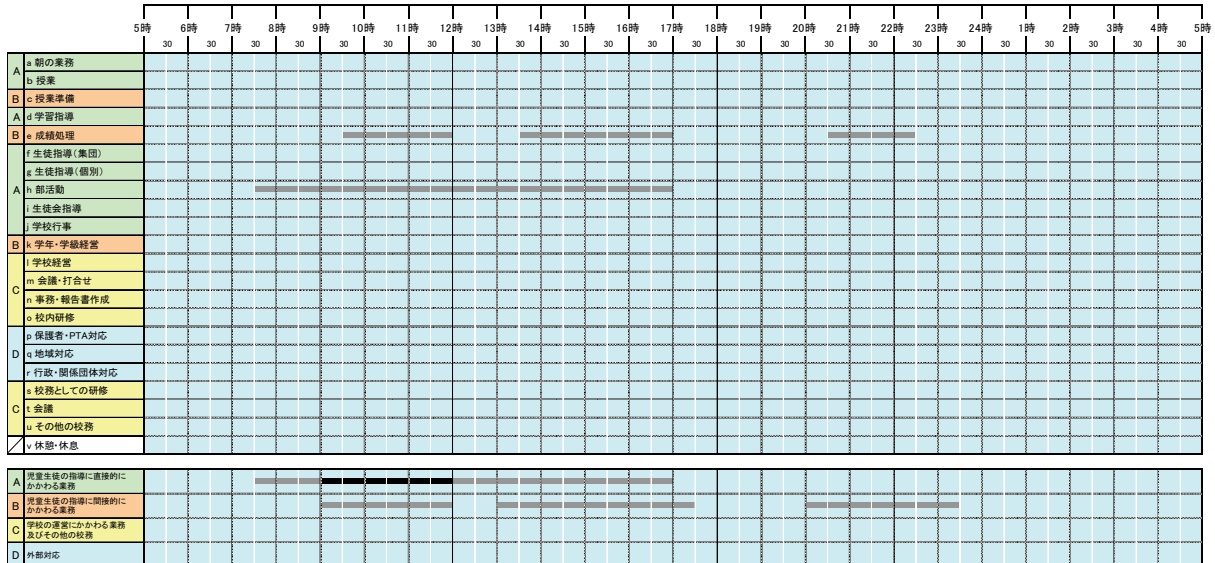 5時 6時 7時 8時 9時 10時 11時 12時 13時 14時 15時 16時 17時 18時 19時 20時 21時 22時 23時 24時 1時 2時 3時 4時 5時
30 30 30 30 30 30 30 30 30 30 30 30 30 30 30 30 30 30 30 30 30 30 30 30
A
a 朝の業務
b 授業
B c 授業準備
A d 学習指導
B e 成績処理
A
f 生徒指導(集団)
g 生徒指導(個別)
h 部活動
i 生徒会指導
j 学校行事
B k 学年・学級経営
C
l 学校経営
m 会議・打合せ
n 事務・報告書作成
o 校内研修
D
p 保護者・PTA対応
q 地域対応
r 行政・関係団体対応
C
s 校務としての研修
t 会議
u その他の校務
v 休憩・休息
A 児童生徒の指導に直接的に
かかわる業務
B 児童生徒の指導に間接的に
かかわる業務
C 学校の運営にかかわる業務
及びその他の校務
D 外部対応